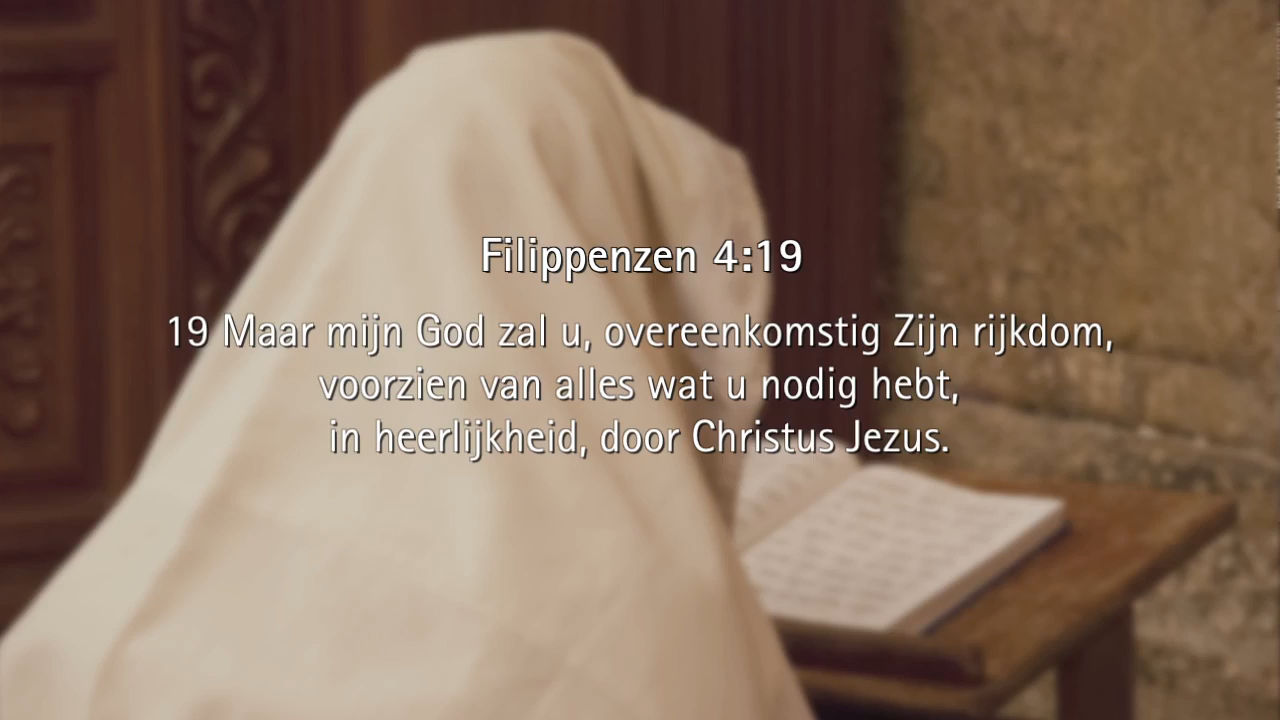 Filippenzen 4:19
19 Maar mijn God zal u, overeenkomstig Zijn rijkdom,
voorzien van alles wat u nodig hebt,
in heerlijkheid, door Christus Jezus.